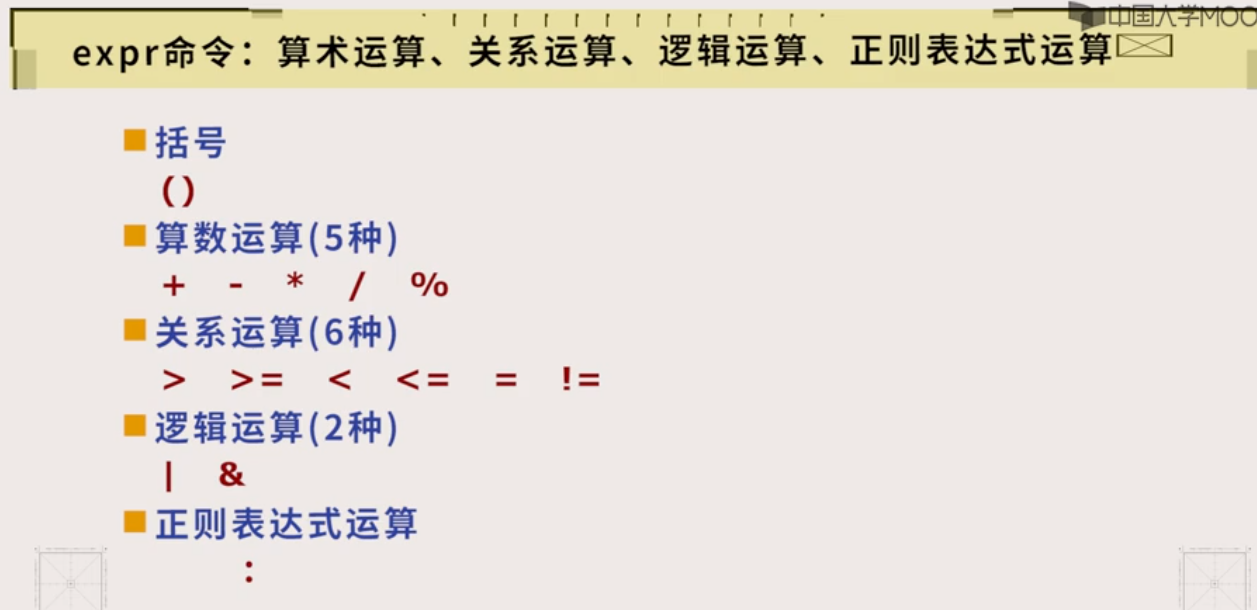 中国大学MOOC
expr命令：算术运算、关系运算、逻辑运算、正则表达式运算
括号
()
算数运算(5种)
+ - * / %
关系运算(6种)
> >= < <= = !=
逻辑运算(2种)
| &
正则表达式运算
: